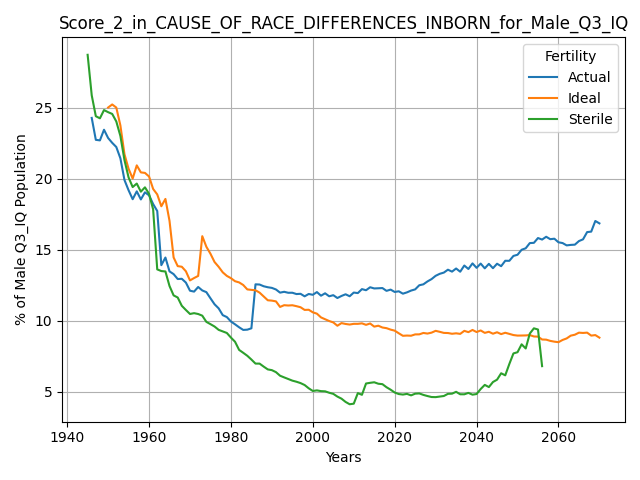 Score_2_in_CAUSE_OF_RACE_DIFFERENCES_INBORN_for_Male_Q3_IQ
Fertility
Actual
Ideal
Sterile
% of Male Q3_IQ Population
25
20
15
10
5
1940 1960 1980 2000 2020 2040 2060
Years